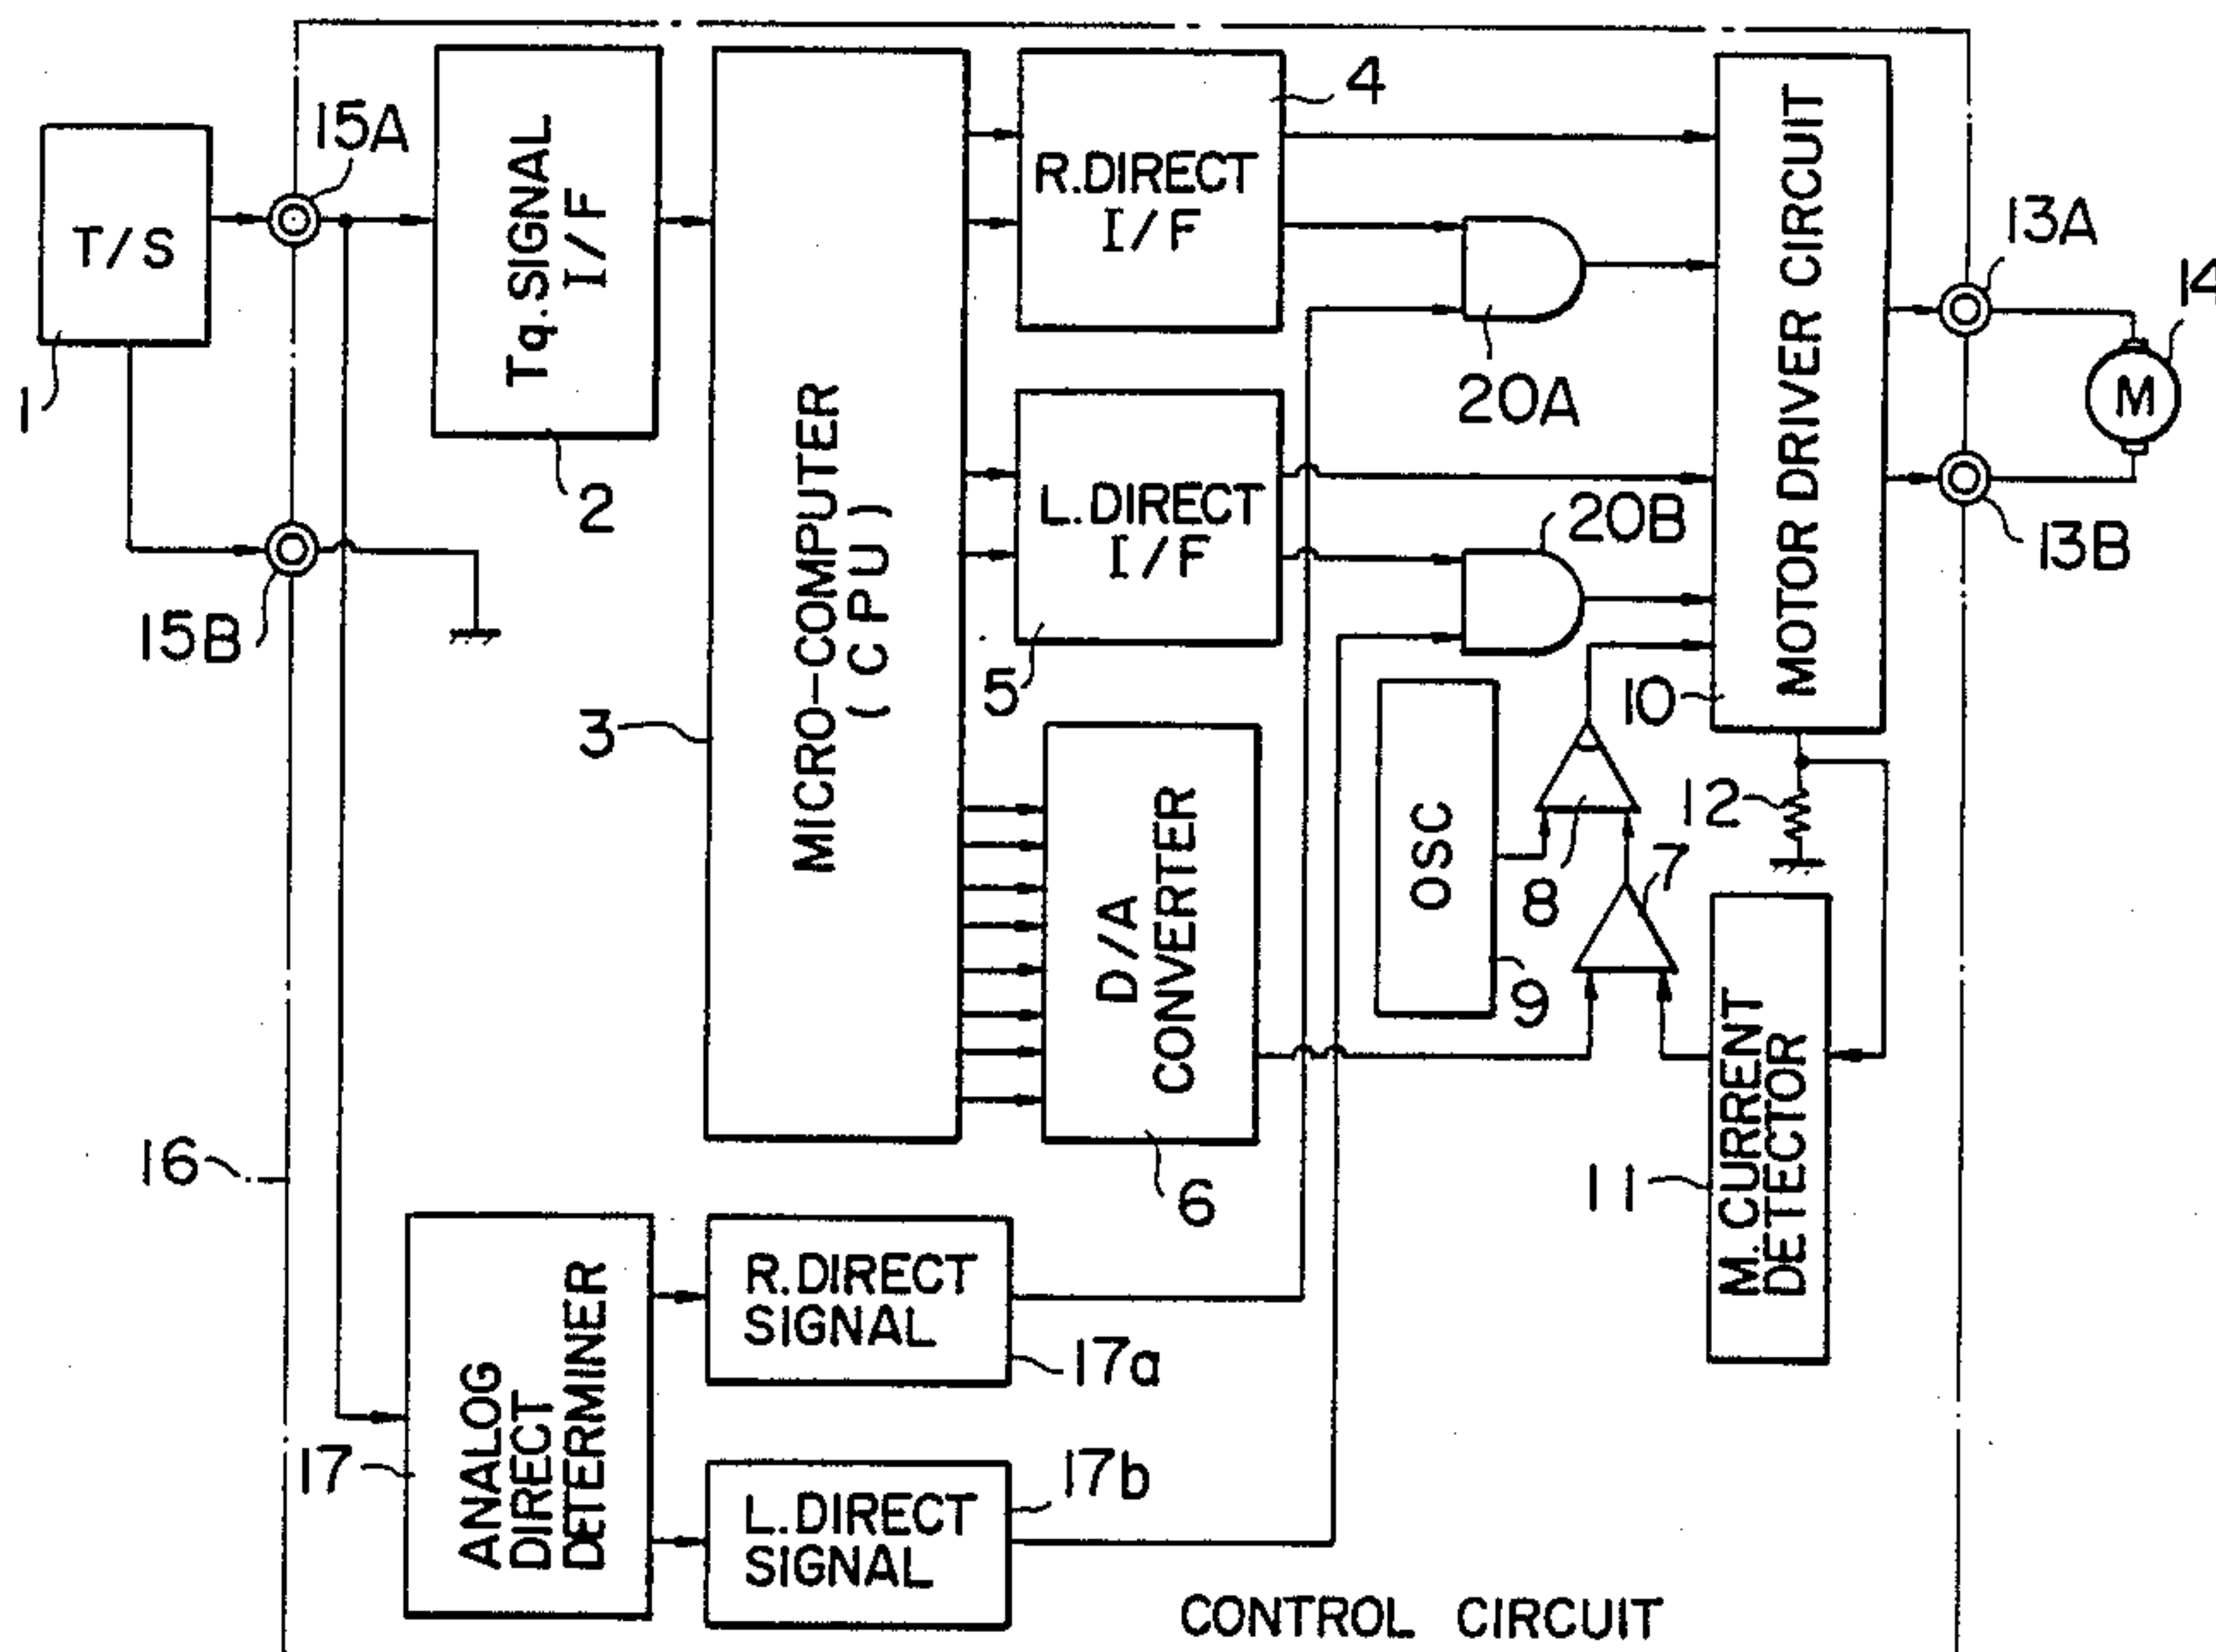 T/S
1
15A
15B
Tq.SIGNAL
I/F
2
MICRO-COMPUTER
(CPU)
3
R.DIRECT
I/F
4
L.DIRECT
I/F
5
D/A
CONVERTER
6
20A
20B
OSC
9
8
7
MOTOR DRIVER CIRCUIT
10
12
M.CURRENT
DETECTOR
11
13A
13B
14
M
16
ANALOG
DIRECT
DETERMINER
17
R.DIRECT
SIGNAL
17a
L.DIRECT
SIGNAL
17b
CONTROL CIRCUIT